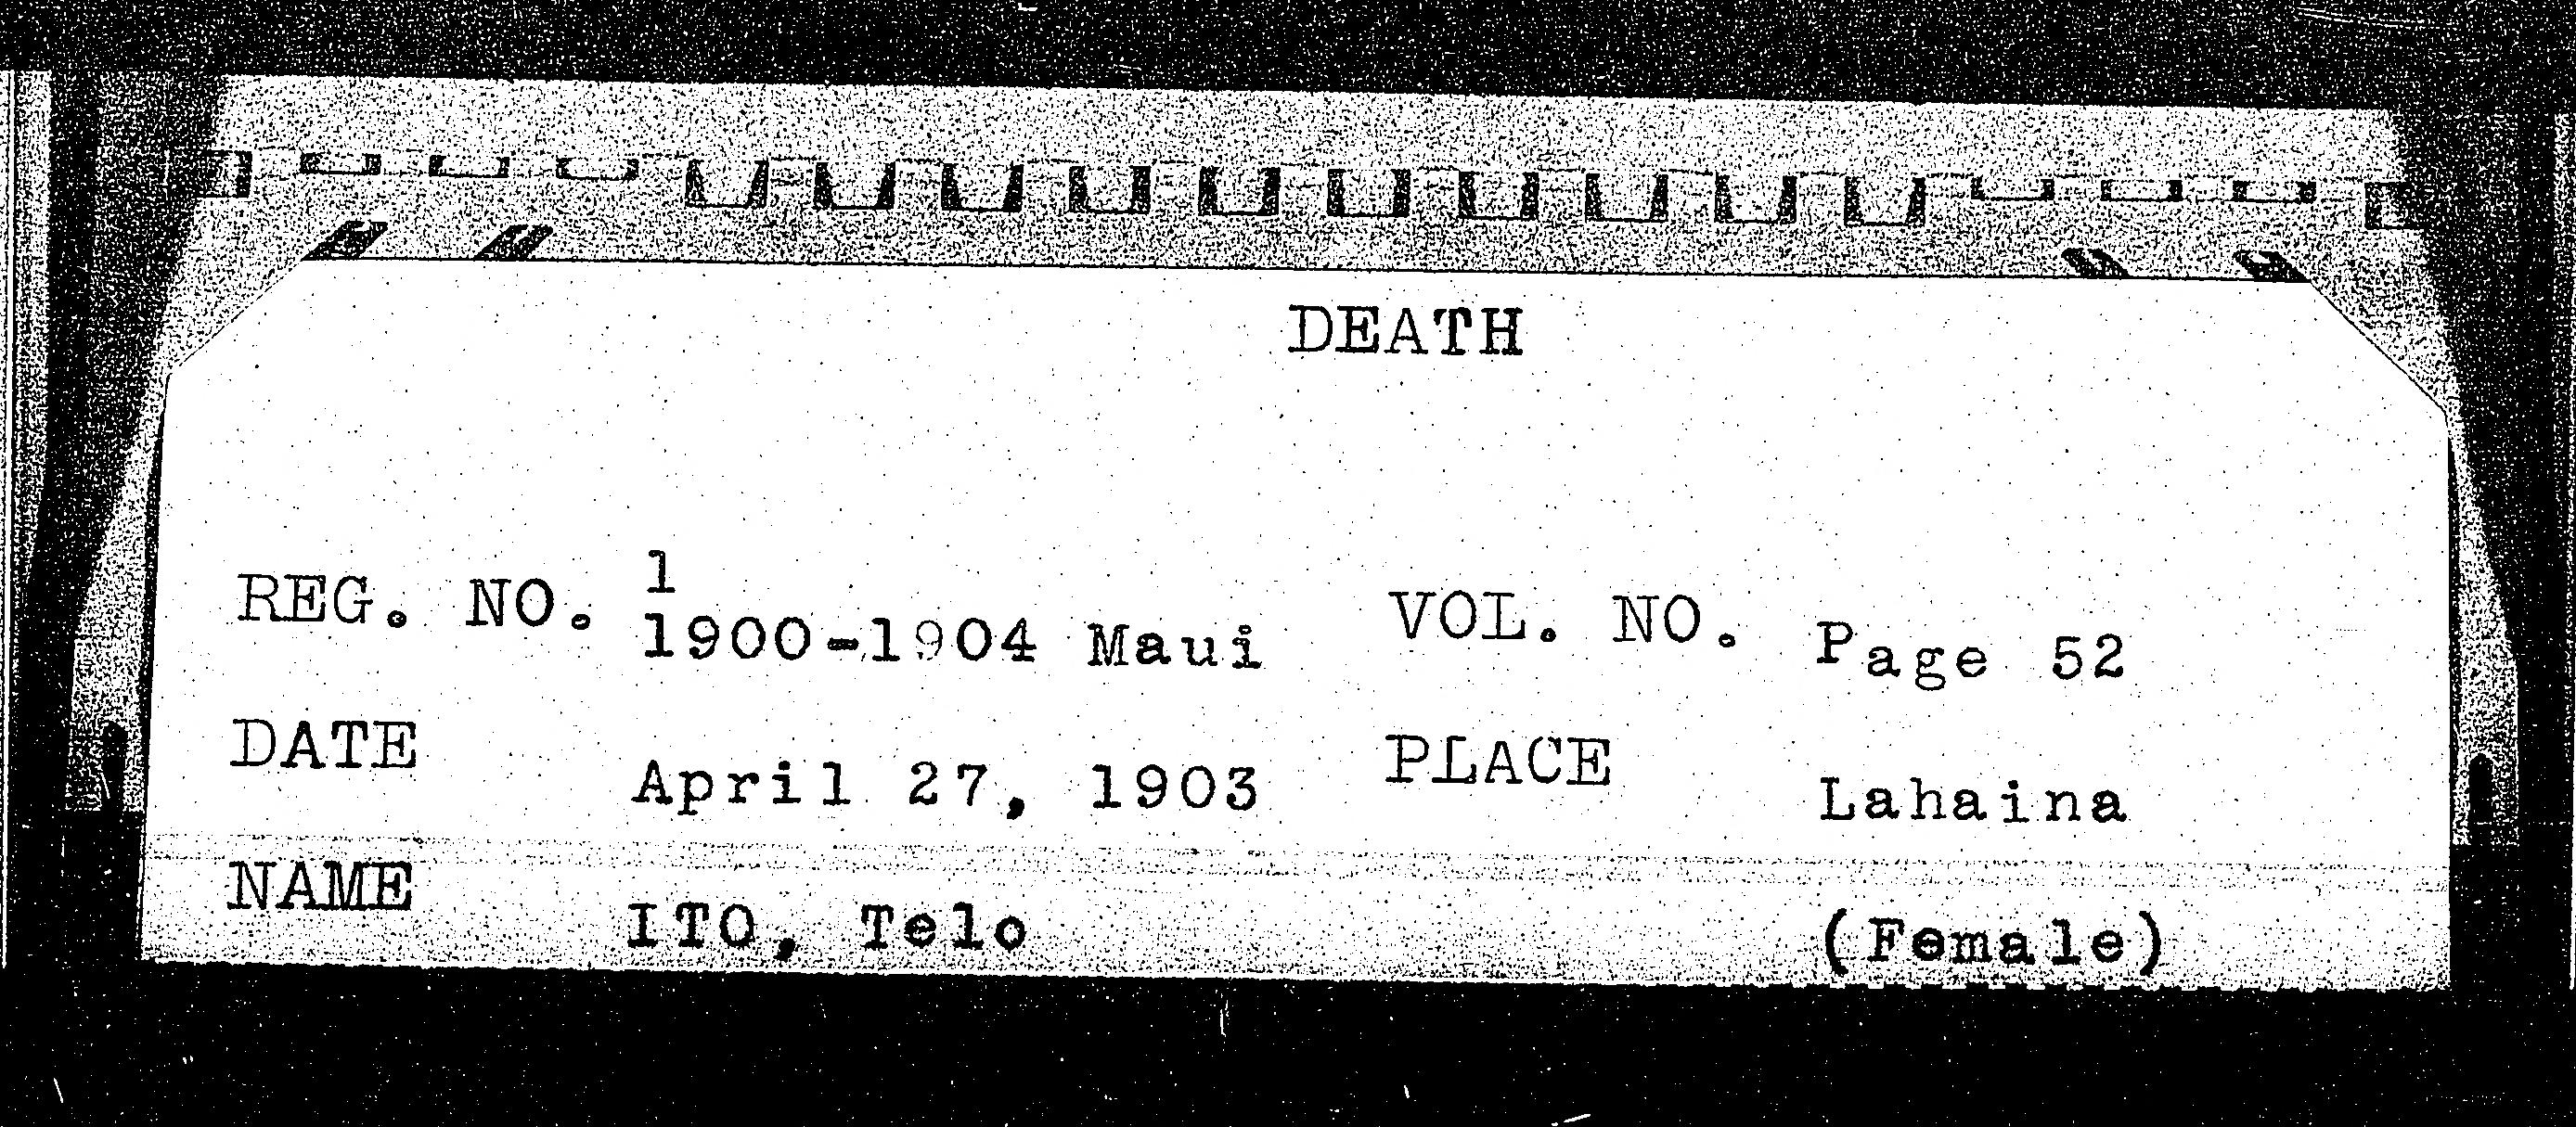 DEATH
REG. NO. 1
1900-1904 Maui VOL. NO. Page 52
DATE April 27, 1903 PLACE Lahaina
NAME ITO, Telo (Female)